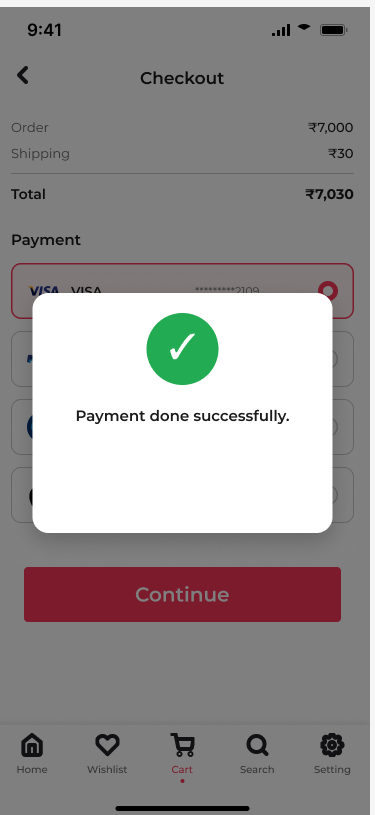 9:41
Checkout
Order ₹7,000
Shipping ₹30
Total ₹7,030
Payment
VISA VISA *********2109
Payment done successfully.
Continue
Home Wishlist Cart Search Setting